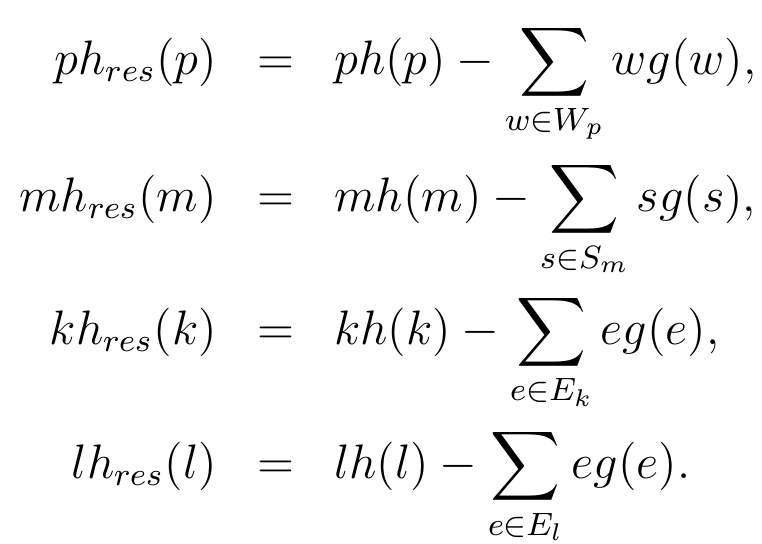 $ph_{res}(p) = ph(p) - \sum_{w \in W_p} wg(w),$
$mh_{res}(m) = mh(m) - \sum_{s \in S_m} sg(s),$
$kh_{res}(k) = kh(k) - \sum_{e \in E_k} eg(e),$
$lh_{res}(l) = lh(l) - \sum_{e \in E_l} eg(e).$